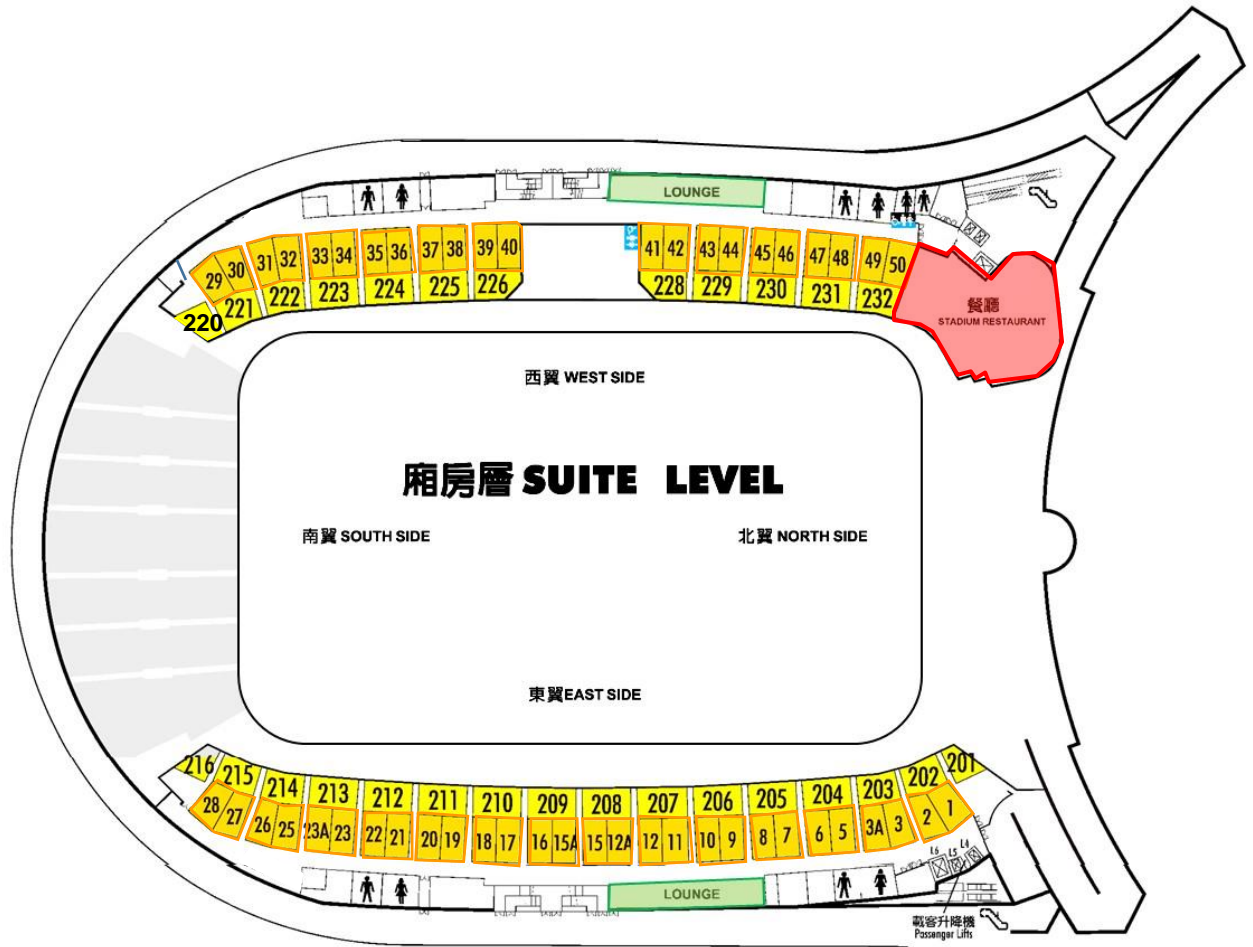 LOUNGE
29 30 31 32 33 34 35 36 37 38 39 40 41 42 43 44 45 46 47 48 49 50
220 221 222 223 224 225 226 228 229 230 231 232
餐廳
STADIUM RESTAURANT
西翼 WEST SIDE
廂房層 SUITE LEVEL
南翼 SOUTH SIDE
北翼 NORTH SIDE
東翼EAST SIDE
216 215 214 213 212 211 210 209 208 207 206 205 204 203 202 201
28 27 26 25 23A 23 22 21 20 19 18 17 16 15A 15 12A 12 11 10 9 8 7 6 5 3A 3 2 1
L6 L5 L4
LOUNGE
載客升降機
Passenger Lifts